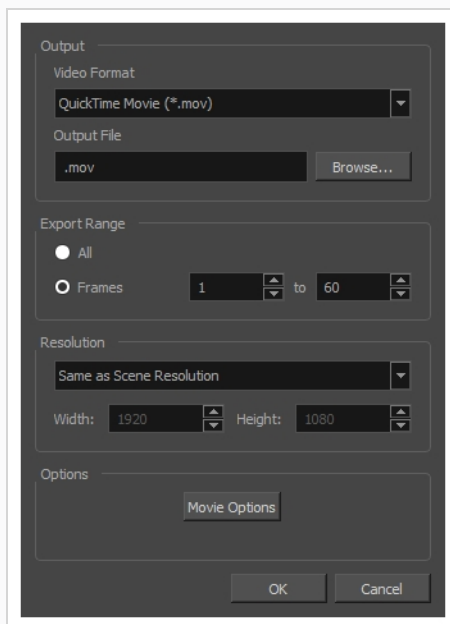 Output
Video Format
QuickTime Movie (*.mov)
Output File
.mov
Browse...
Export Range
All
Frames 1 to 60
Resolution
Same as Scene Resolution
Width: 1920 Height: 1080
Options
Movie Options
OK Cancel